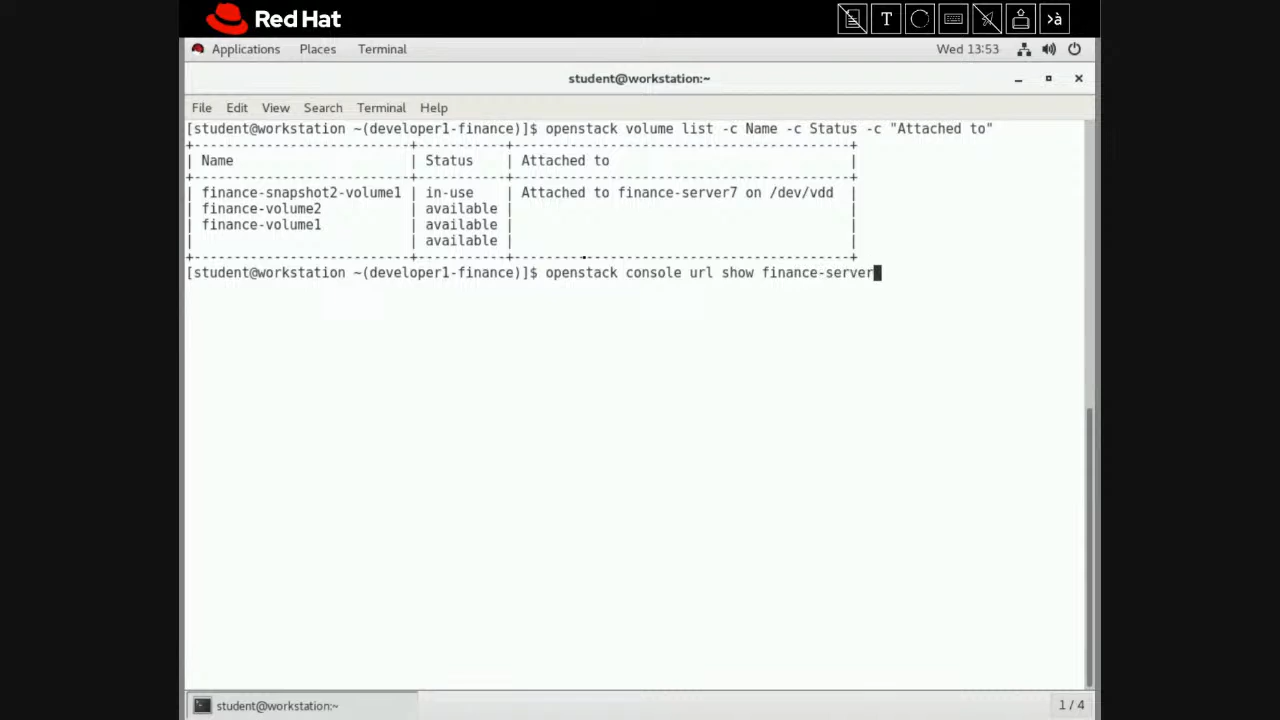 Red Hat
T
>à
Applications Places Terminal Wed 13:53
student@workstation:~
File Edit View Search Terminal Help
[student@workstation ~(developer1-finance)]$ openstack volume list -c Name -c Status -c "Attached to"
+----------------------------+-----------+------------------------------------------+
| Name | Status | Attached to |
+----------------------------+-----------+------------------------------------------+
| finance-snapshot2-volume1 | in-use | Attached to finance-server7 on /dev/vdd |
| finance-volume2 | available | |
| finance-volume1 | available | |
| | available | |
+----------------------------+-----------+------------------------------------------+
[student@workstation ~(developer1-finance)]$ openstack console url show finance-server
student@workstation:~ 1 / 4